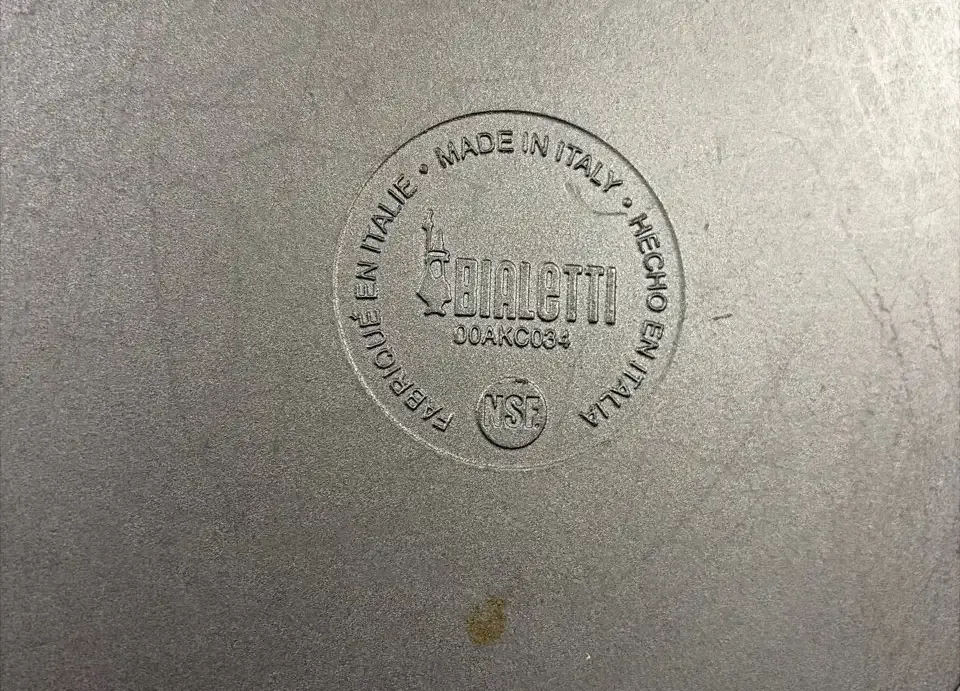 FABRIQUÉ EN ITALIE • MADE IN ITALY • HECHO EN ITALIA
BIALETTI
00AKC034
NSF.